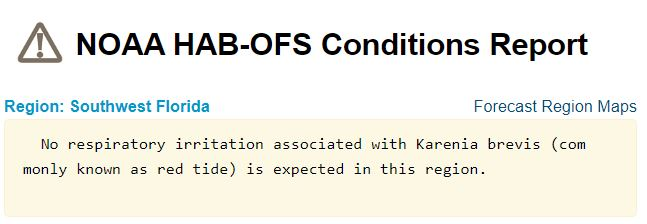 NOAA HAB-OFS Conditions Report
Region: Southwest Florida Forecast Region Maps
No respiratory irritation associated with Karenia brevis (com
monly known as red tide) is expected in this region.